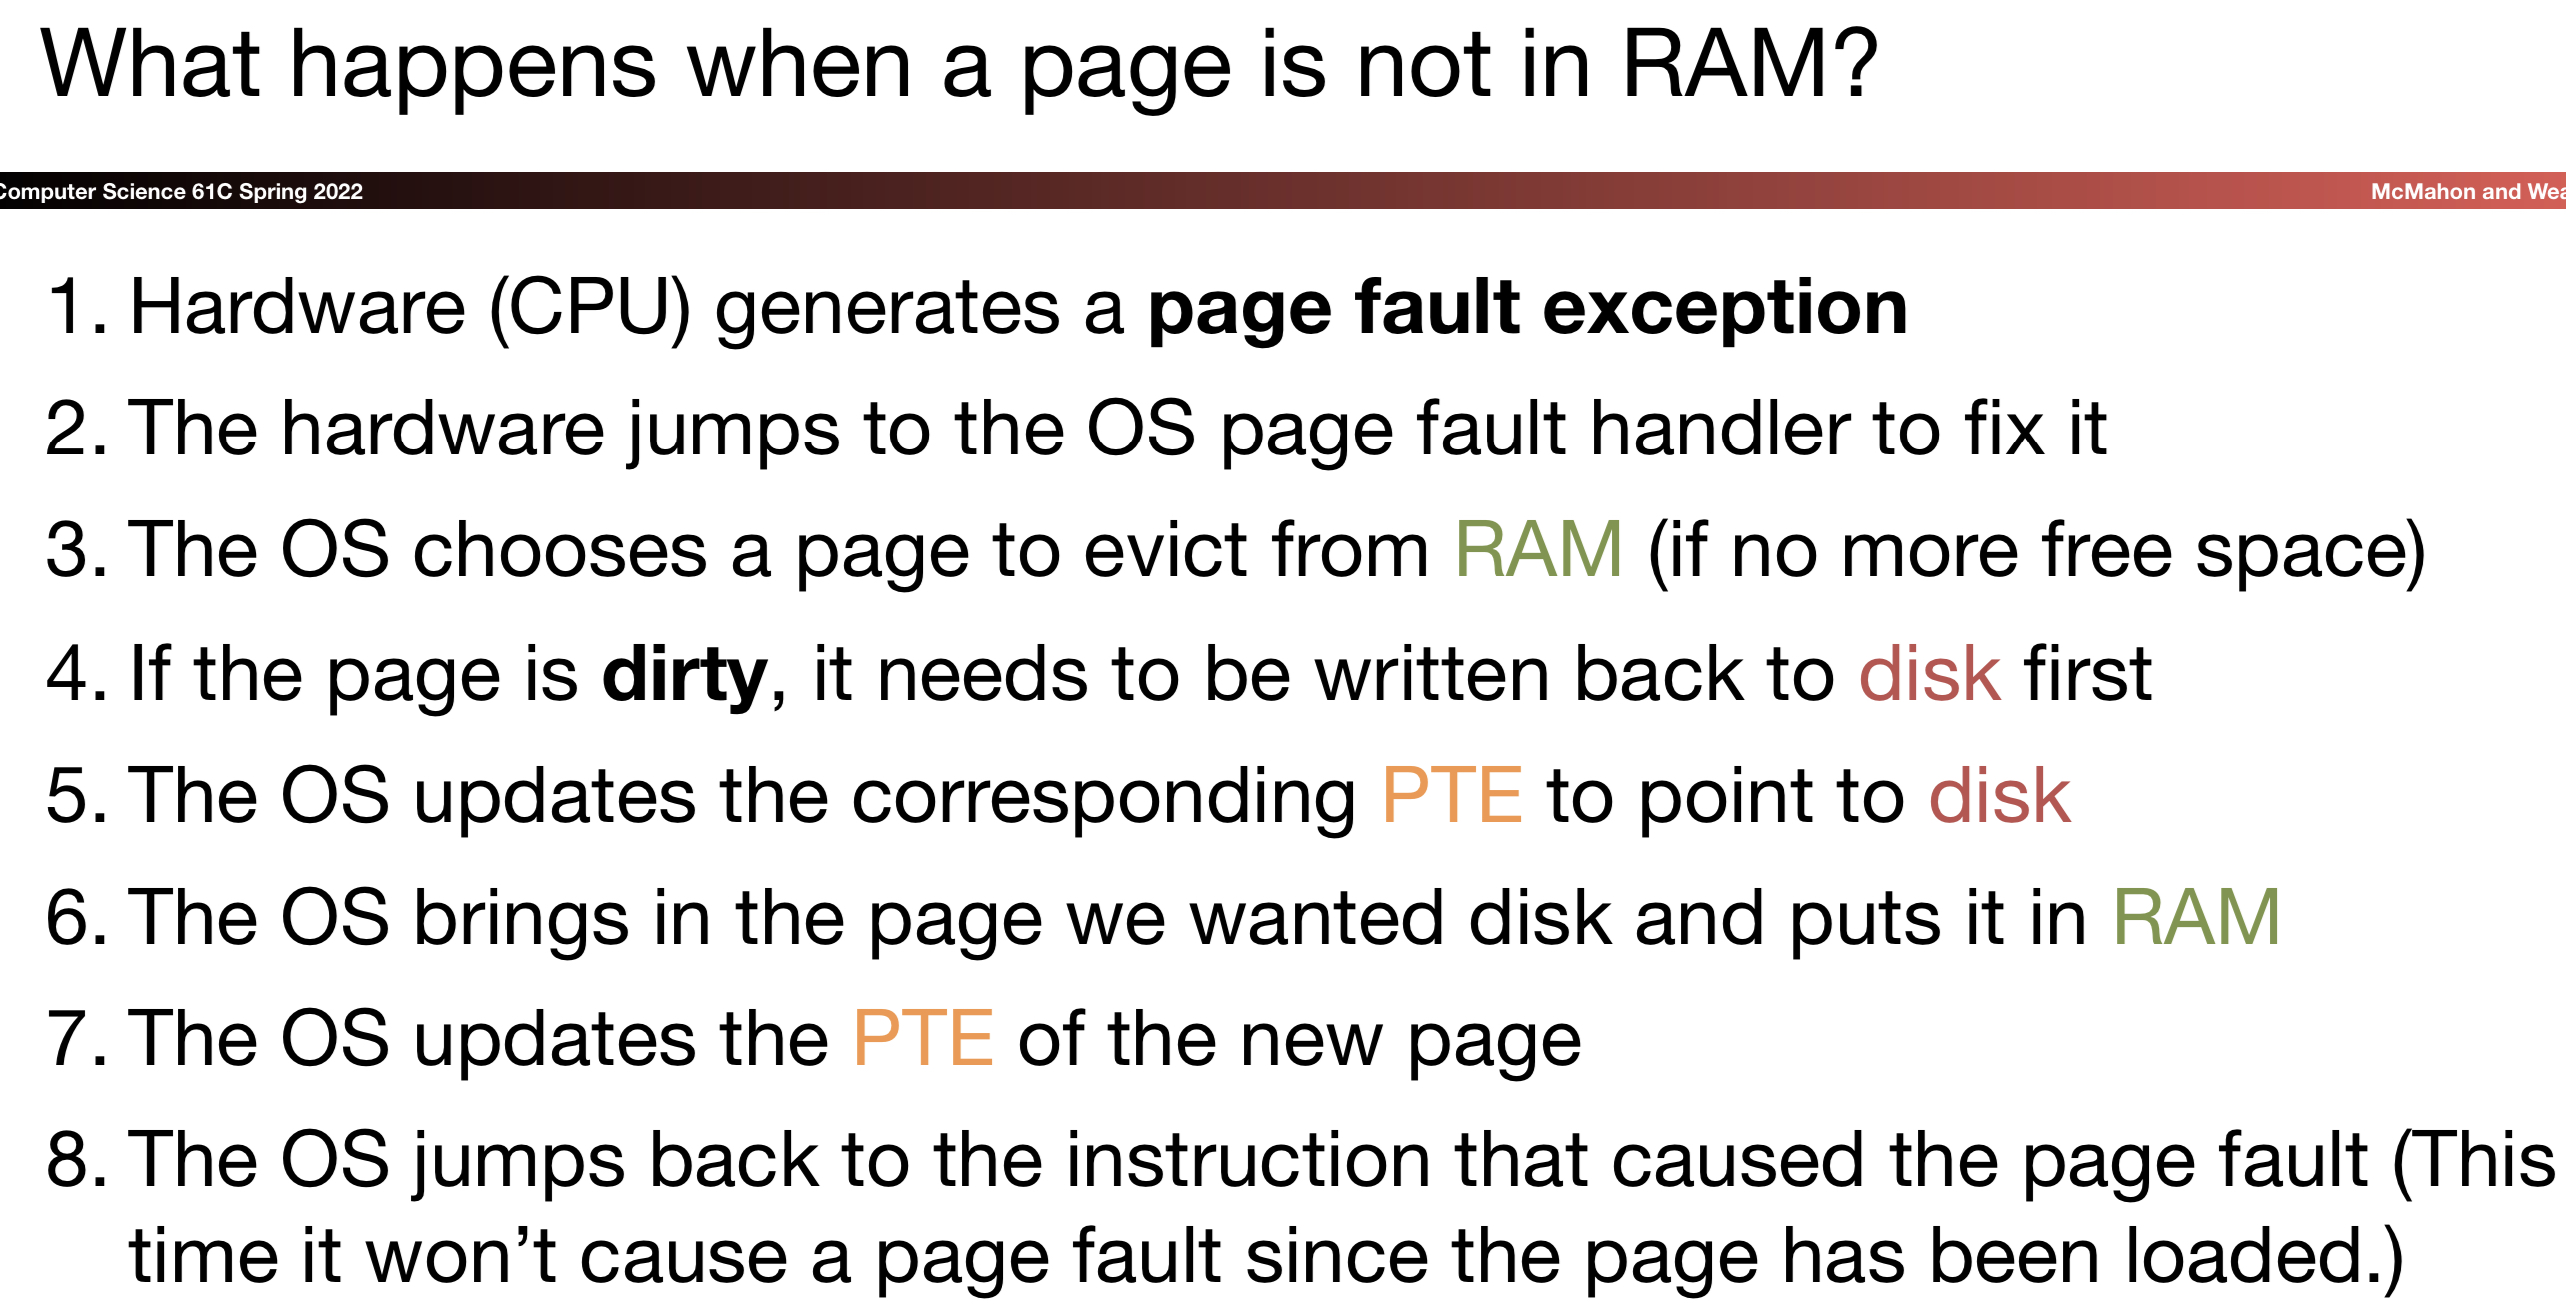 What happens when a page is not in RAM?
Computer Science 61C Spring 2022
McMahon and Wea
1. Hardware (CPU) generates a page fault exception
2. The hardware jumps to the OS page fault handler to fix it
3. The OS chooses a page to evict from RAM (if no more free space)
4. If the page is dirty, it needs to be written back to disk first
5. The OS updates the corresponding PTE to point to disk
6. The OS brings in the page we wanted disk and puts it in RAM
7. The OS updates the PTE of the new page
8. The OS jumps back to the instruction that caused the page fault (This
time it won’t cause a page fault since the page has been loaded.)